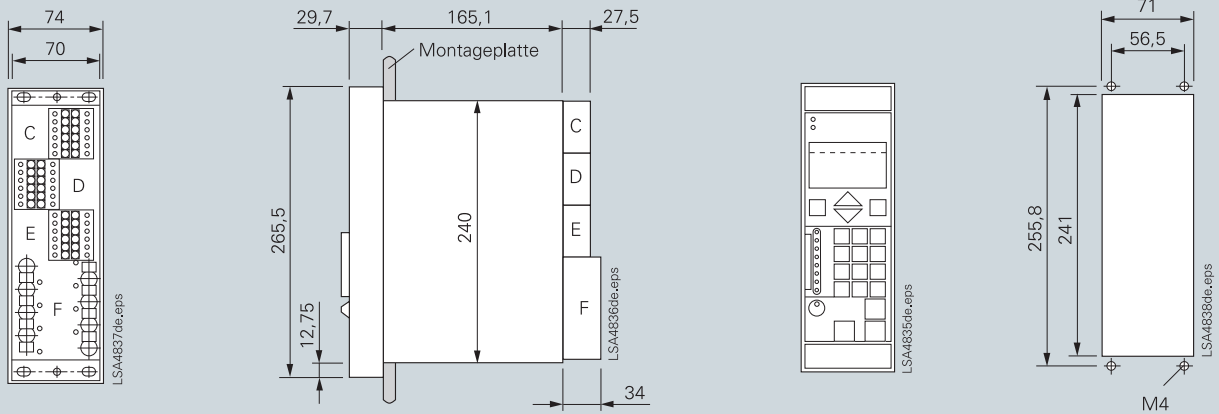 74
70
C
D
E
F
LSA4837de.eps
29,7
165,1
27,5
Montageplatte
265,5
240
12,75
C
D
E
F
34
LSA4836de.eps
LSA4835de.eps
71
56,5
255,8
241
M4
LSA4838de.eps